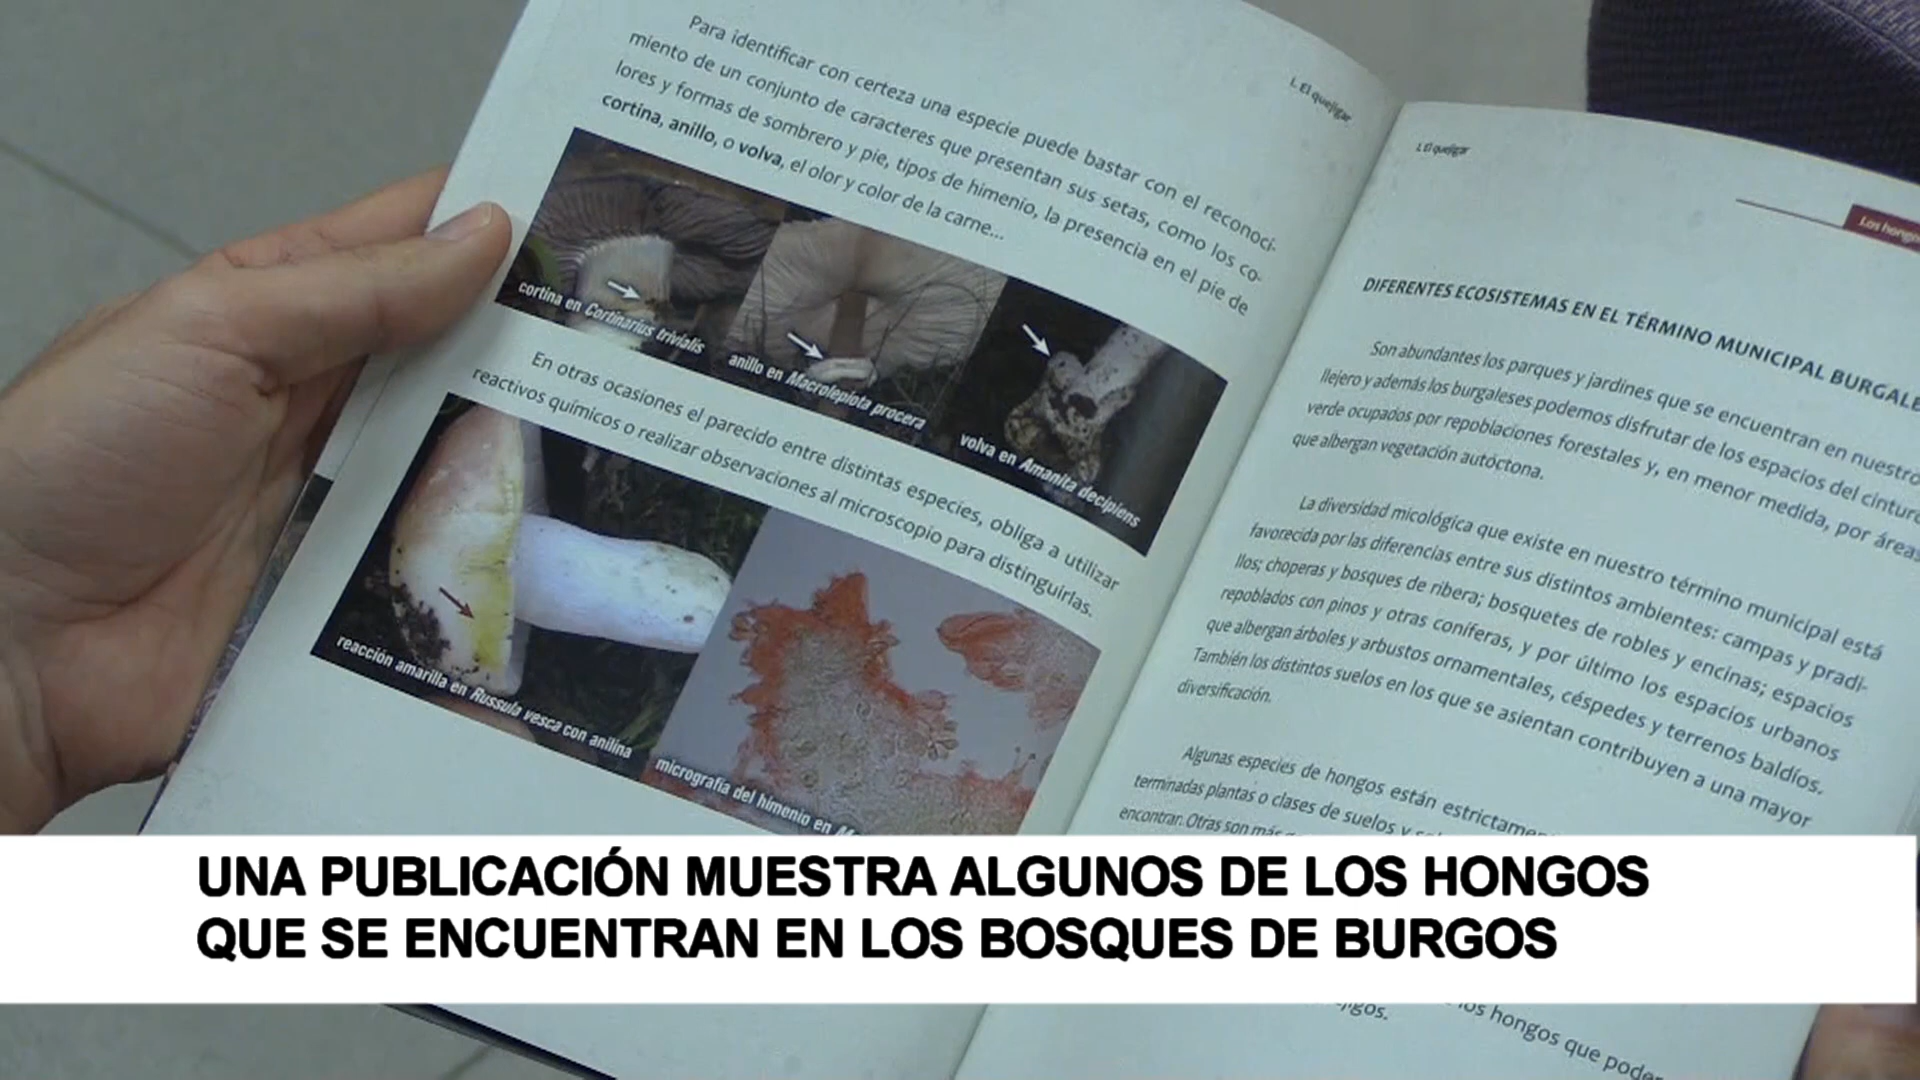 Para identificar con certeza una especie puede bastar con el reconoci-
miento de un conjunto de caracteres que presentan sus setas, como los co-
lores y formas de sombrero y pie, tipos de himenio, la presencia en el pie de
cortina, anillo, o volva, el olor y color de la carne...
cortina en Cortinarius trivialis
anillo en Macrolepiota procera
volva en Amanita decipiens
En otras ocasiones el parecido entre distintas especies, obliga a utilizar
reactivos químicos o realizar observaciones al microscopio para distinguirlas.
reacción amarilla en Russula vesca con anilina
micrografía del himenio en
I. El quejigar
I. El quejigar
Los hongos
DIFERENTES ECOSISTEMAS EN EL TÉRMINO MUNICIPAL BURGALE
Son abundantes los parques y jardines que se encuentran en nuestro
llejero y además los burgaleses podemos disfrutar de los espacios del cintur
verde ocupados por repoblaciones forestales y, en menor medida, por áreas
que albergan vegetación autóctona.
La diversidad micológica que existe en nuestro término municipal está
favorecida por las diferencias entre sus distintos ambientes: campas y pradi-
llos; choperas y bosques de ribera; bosquetes de robles y encinas; espacios
repoblados con pinos y otras coníferas, y por último los espacios urbanos
que albergan árboles y arbustos ornamentales, céspedes y terrenos baldíos.
También los distintos suelos en los que se asientan contribuyen a una mayor
diversificación.
Algunas especies de hongos están estrictame
terminadas plantas o clases de suelos y
encontrar. Otras son más
los hongos que pode
UNA PUBLICACIÓN MUESTRA ALGUNOS DE LOS HONGOS
QUE SE ENCUENTRAN EN LOS BOSQUES DE BURGOS